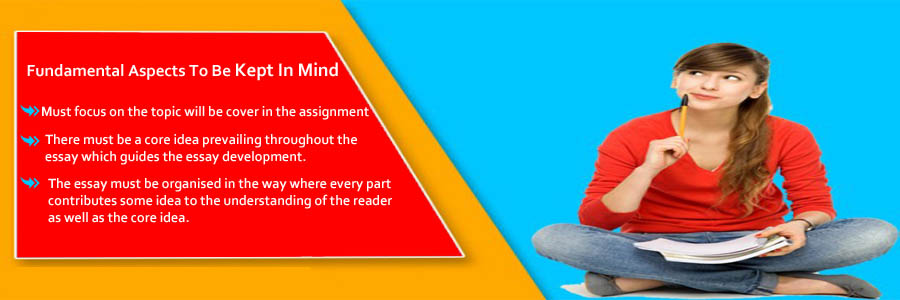 Fundamental Aspects To Be Kept In Mind
Must focus on the topic will be cover in the assignment
There must be a core idea prevailing throughout the
essay which guides the essay development.
The essay must be organised in the way where every part
contributes some idea to the understanding of the reader
as well as the core idea.